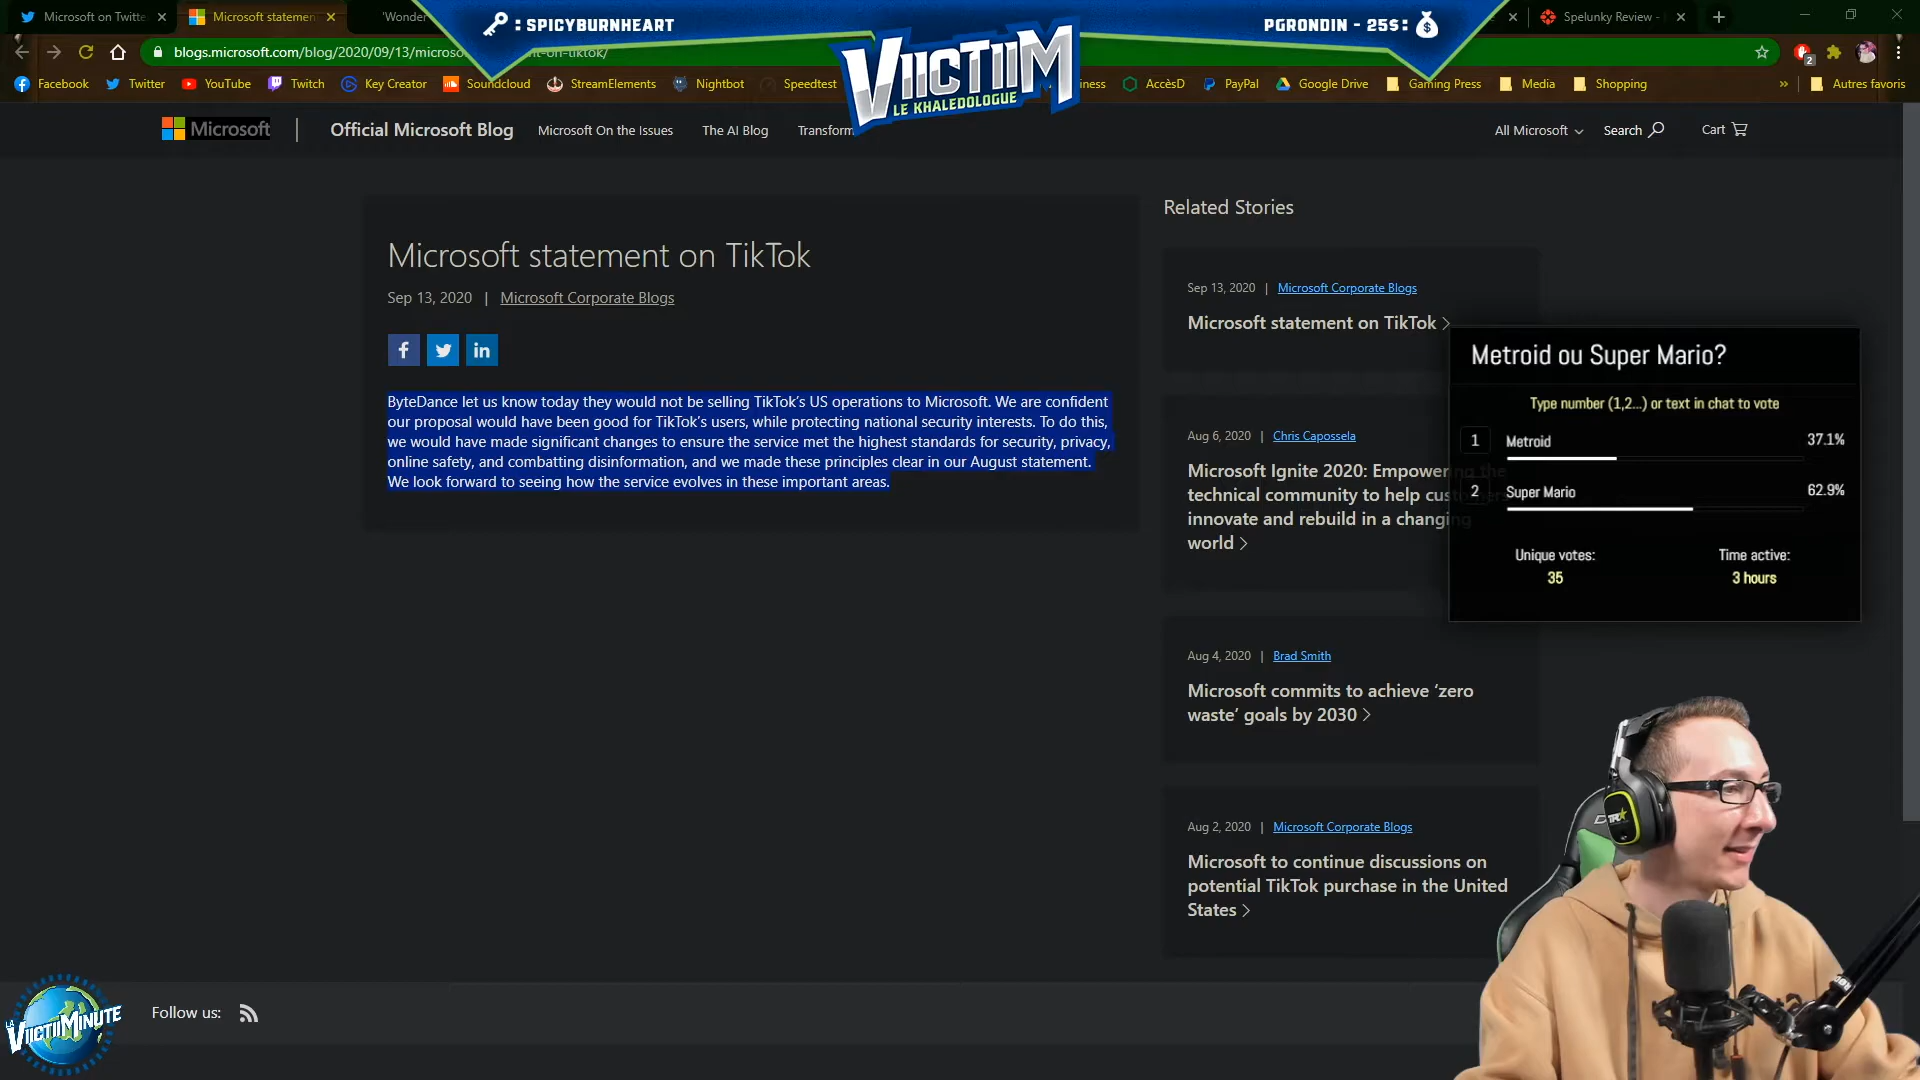 Microsoft on Twitte
Microsoft statemen
'Wonder
Spelunky Review -
: SPICYBURNHEART
PGRONDIN - 25$:
VIICTIIM
LE KHALEDOLOGUE
blogs.microsoft.com/blog/2020/09/13/microso
nt-on-tiktok/
2
Facebook
Twitter
YouTube
Twitch
Key Creator
Soundcloud
StreamElements
Nightbot
Speedtest
iness
AccèsD
PayPal
Google Drive
Gaming Press
Media
Shopping
»
Autres favoris
Microsoft
Official Microsoft Blog
Microsoft On the Issues
The AI Blog
Transform
All Microsoft
Search
Cart
Microsoft statement on TikTok
Sep 13, 2020 | Microsoft Corporate Blogs
ByteDance let us know today they would not be selling TikTok’s US operations to Microsoft. We are confident
our proposal would have been good for TikTok’s users, while protecting national security interests. To do this,
we would have made significant changes to ensure the service met the highest standards for security, privacy,
online safety, and combatting disinformation, and we made these principles clear in our August statement.
We look forward to seeing how the service evolves in these important areas.
Related Stories
Sep 13, 2020 | Microsoft Corporate Blogs
Microsoft statement on TikTok
Aug 6, 2020 | Chris Capossela
Microsoft Ignite 2020: Empowering the
technical community to help customers
innovate and rebuild in a changing
world
Aug 4, 2020 | Brad Smith
Microsoft commits to achieve ‘zero
waste’ goals by 2030
Aug 2, 2020 | Microsoft Corporate Blogs
Microsoft to continue discussions on
potential TikTok purchase in the United
States
Metroid ou Super Mario?
Type number (1,2...) or text in chat to vote
1 Metroid 37.1%
2 Super Mario 62.9%
Unique votes: Time active:
35 3 hours
LA VIICTIIMINUTE
Follow us: